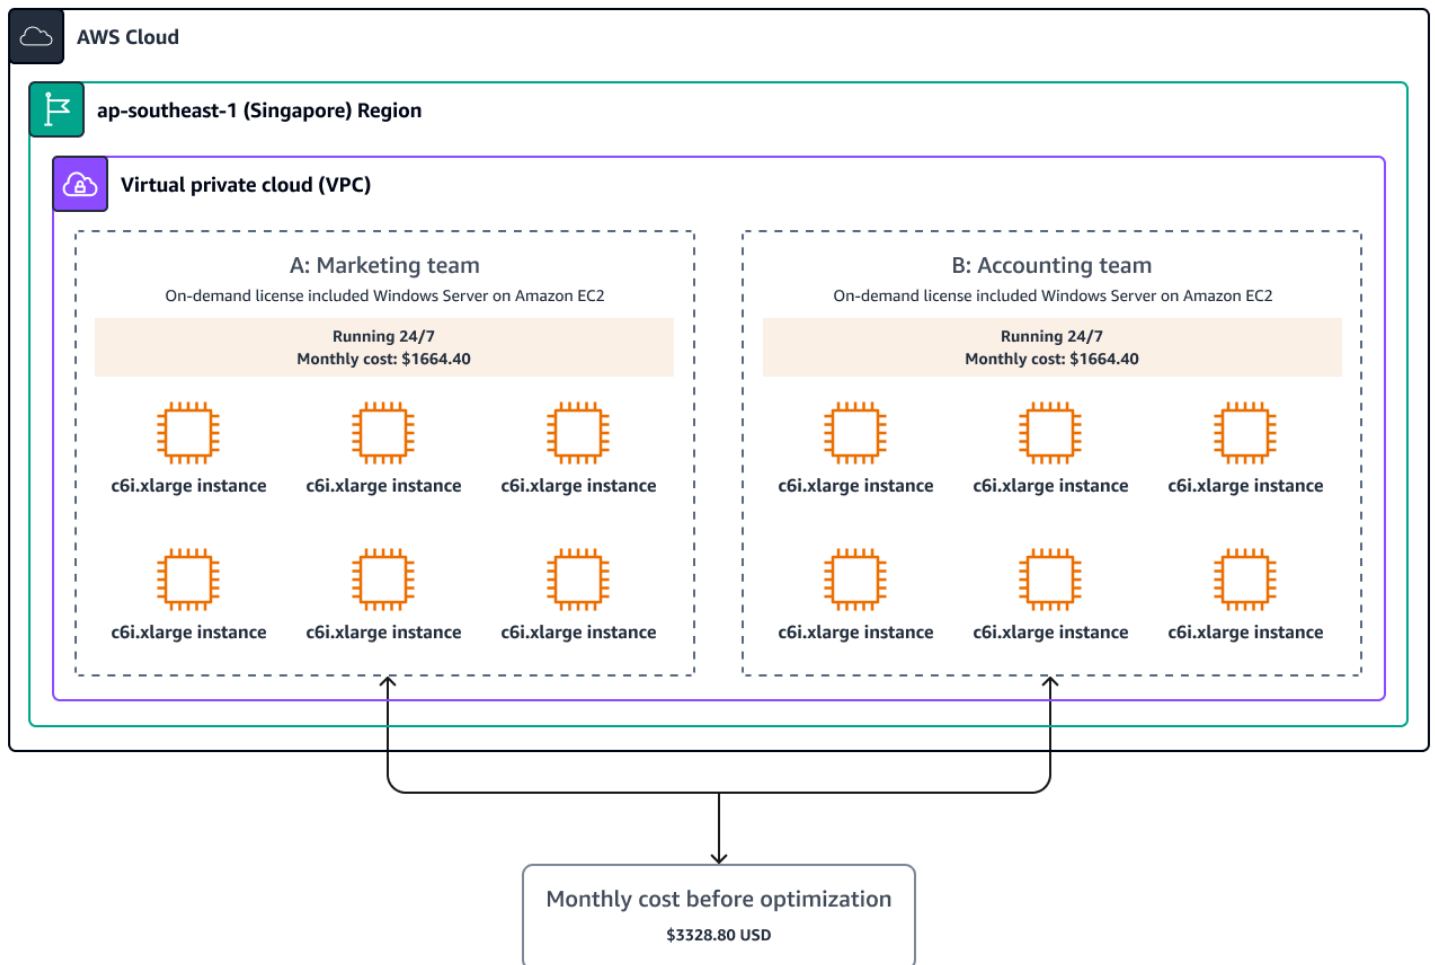 AWS Cloud
ap-southeast-1 (Singapore) Region
Virtual private cloud (VPC)
A: Marketing team
On-demand license included Windows Server on Amazon EC2
Running 24/7
Monthly cost: $1664.40
c6i.xlarge instance
c6i.xlarge instance
c6i.xlarge instance
c6i.xlarge instance
c6i.xlarge instance
c6i.xlarge instance
B: Accounting team
On-demand license included Windows Server on Amazon EC2
Running 24/7
Monthly cost: $1664.40
c6i.xlarge instance
c6i.xlarge instance
c6i.xlarge instance
c6i.xlarge instance
c6i.xlarge instance
c6i.xlarge instance
Monthly cost before optimization
$3328.80 USD